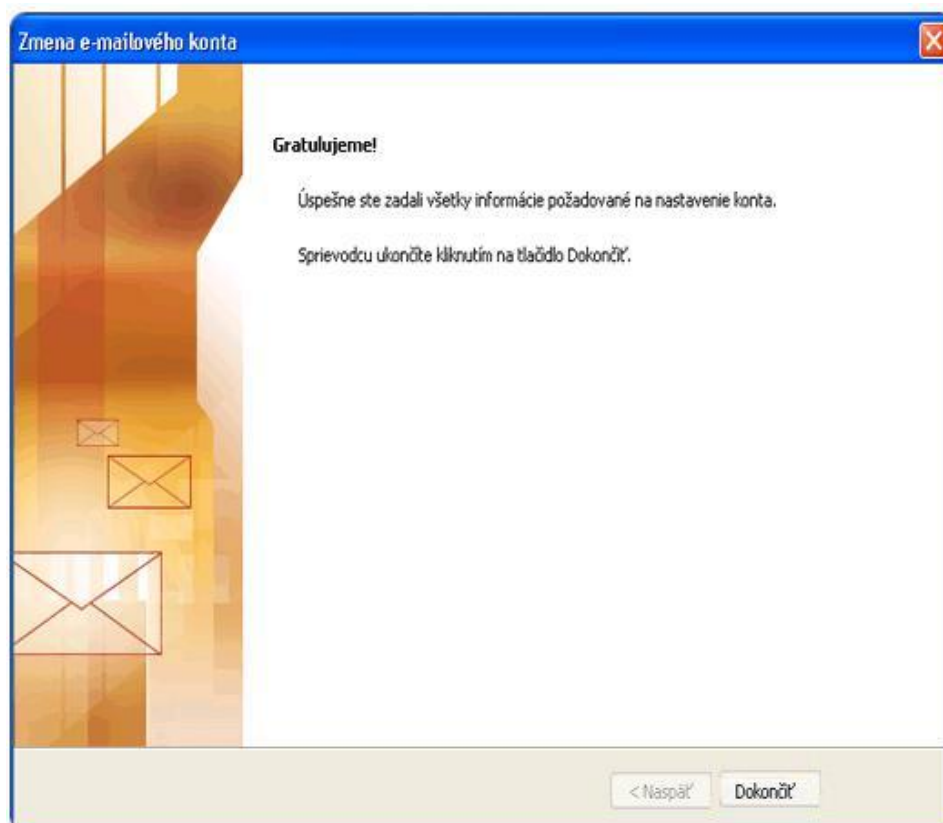 Zmena e-mailového konta
Gratulujeme!
Úspešne ste zadali všetky informácie požadované na nastavenie konta.
Sprievodcu ukončíte kliknutím na tlačidlo Dokončiť.
< Naspäť
Dokončiť